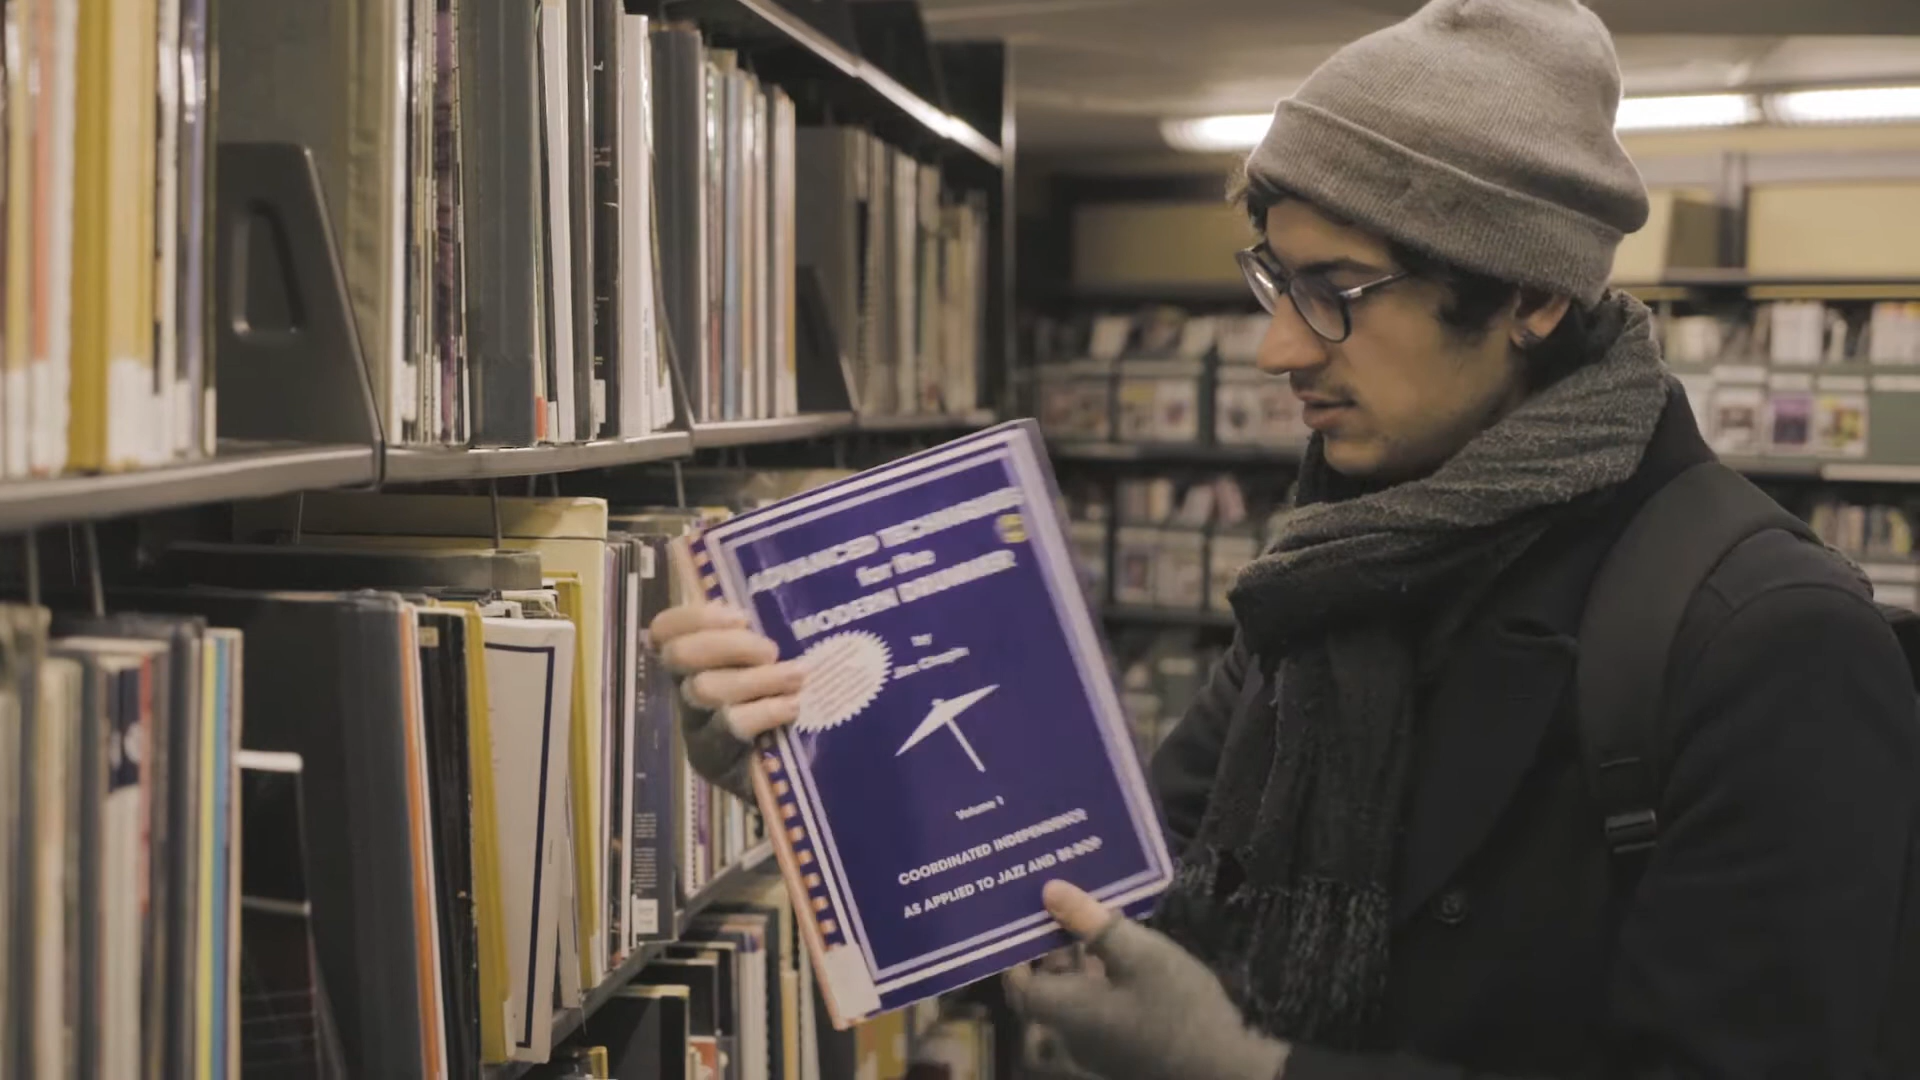 ADVANCED TECHNIQUES
for the
MODERN DRUMMER
by
Jim Chapin
Volume 1
COORDINATED INDEPENDENCE
AS APPLIED TO JAZZ AND BE-BOP